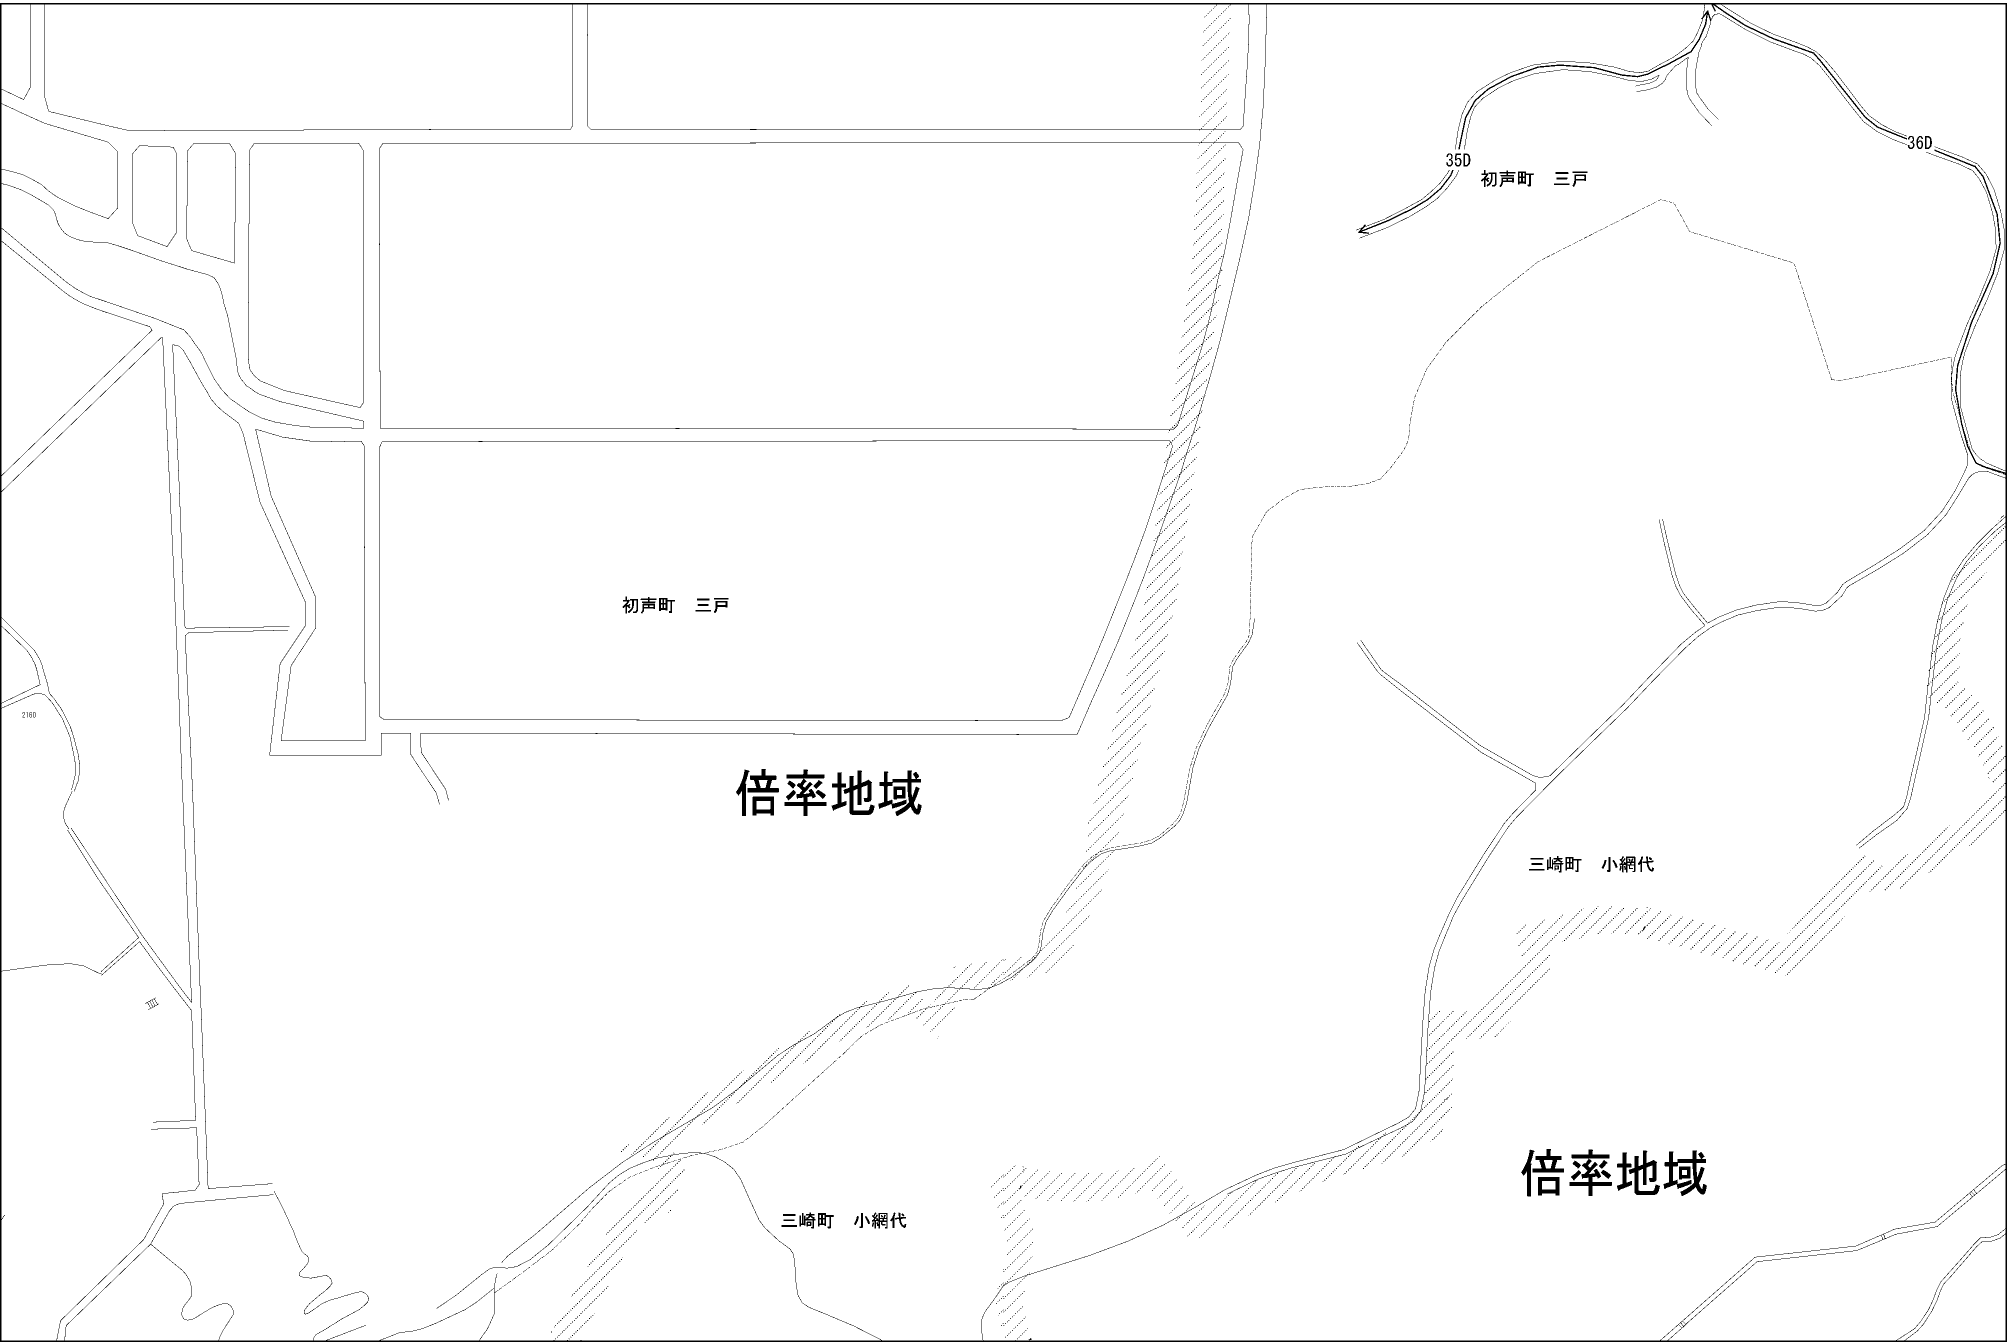 36D
35D
初声町　三戸
初声町　三戸
216D
倍率地域
三崎町　小網代
倍率地域
三崎町　小網代